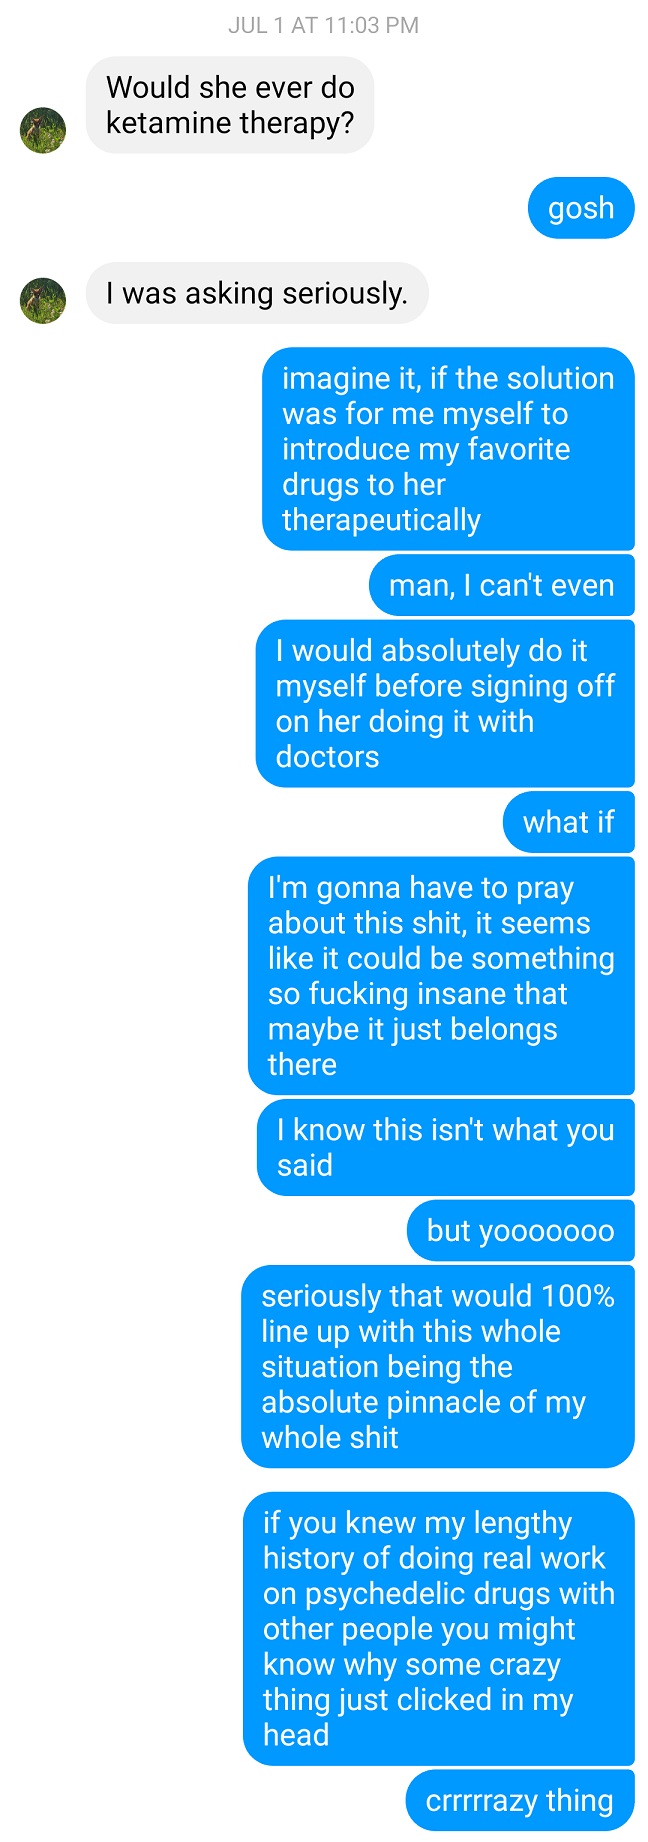 JUL 1 AT 11:03 PM
Would she ever do
ketamine therapy?
gosh
I was asking seriously.
imagine it, if the solution
was for me myself to
introduce my favorite
drugs to her
therapeutically
man, I can't even
I would absolutely do it
myself before signing off
on her doing it with
doctors
what if
I'm gonna have to pray
about this shit, it seems
like it could be something
so fucking insane that
maybe it just belongs
there
I know this isn't what you
said
but yooooooo
seriously that would 100%
line up with this whole
situation being the
absolute pinnacle of my
whole shit
if you knew my lengthy
history of doing real work
on psychedelic drugs with
other people you might
know why some crazy
thing just clicked in my
head
crrrrrazy thing